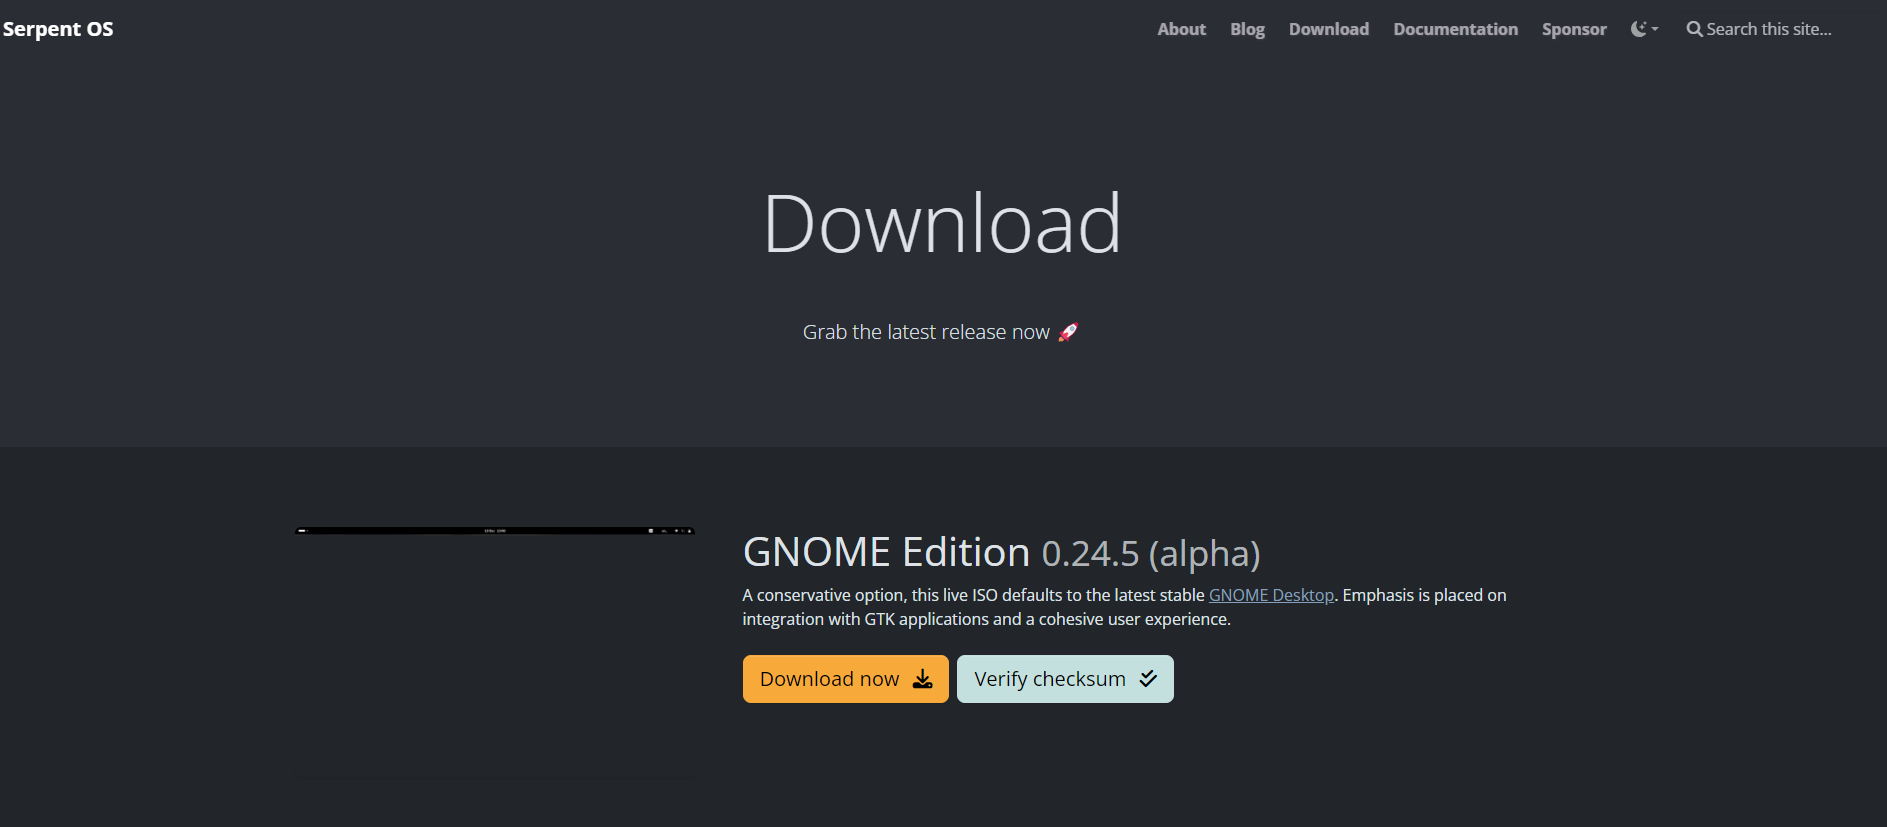 Serpent OS
About Blog Download Documentation Sponsor Search this site...
Download
Grab the latest release now 🚀
GNOME Edition 0.24.5 (alpha)
A conservative option, this live ISO defaults to the latest stable GNOME Desktop. Emphasis is placed on
integration with GTK applications and a cohesive user experience.
Download now Verify checksum